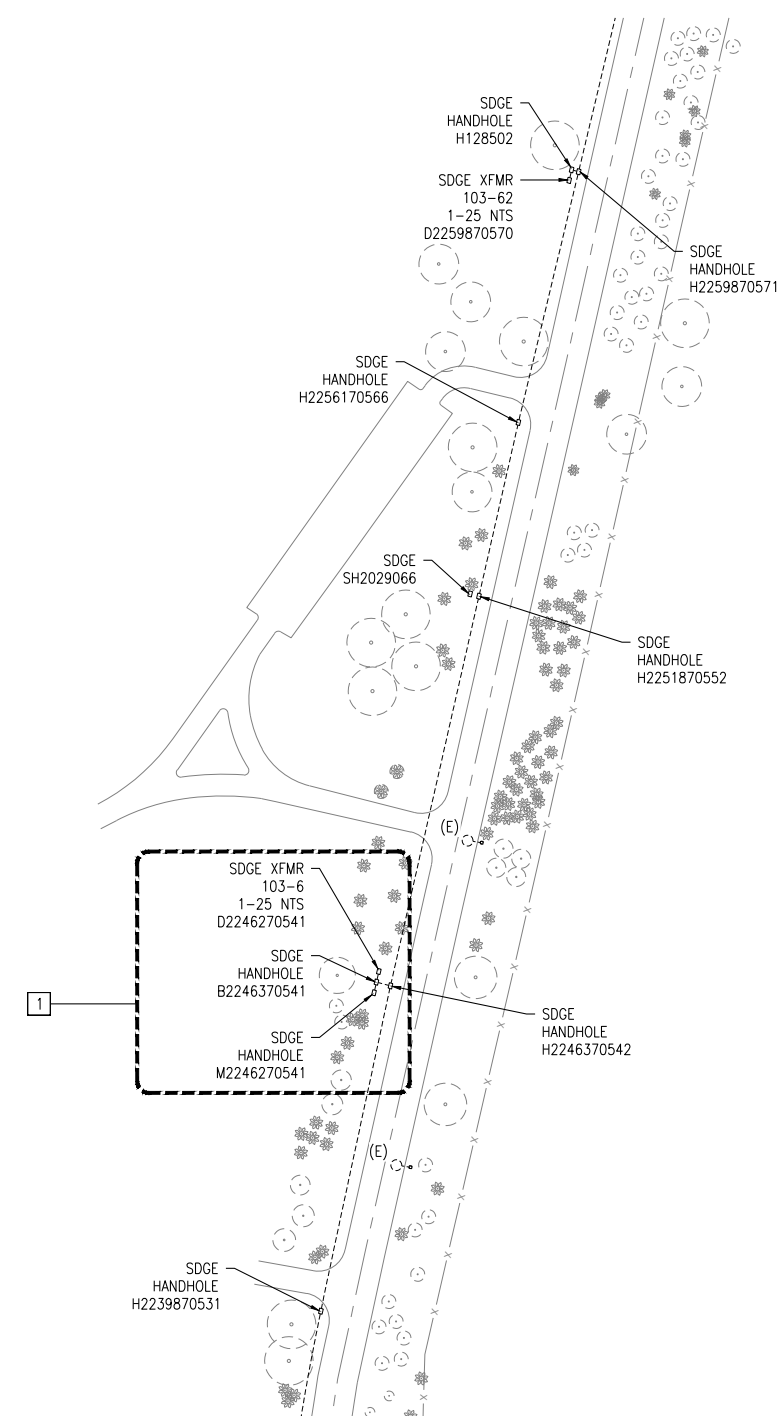 SDGE
HANDHOLE
H128502
SDGE XFMR
103-62
1-25 NTS
D2259870570
SDGE
HANDHOLE
H2259870571
SDGE
HANDHOLE
H2256170566
SDGE
SH2029066
SDGE
HANDHOLE
H2251870552
(E)
SDGE XFMR
103-6
1-25 NTS
D2246270541
SDGE
HANDHOLE
B2246370541
1
SDGE
HANDHOLE
H2246370542
SDGE
HANDHOLE
M2246270541
(E)
SDGE
HANDHOLE
H2239870531